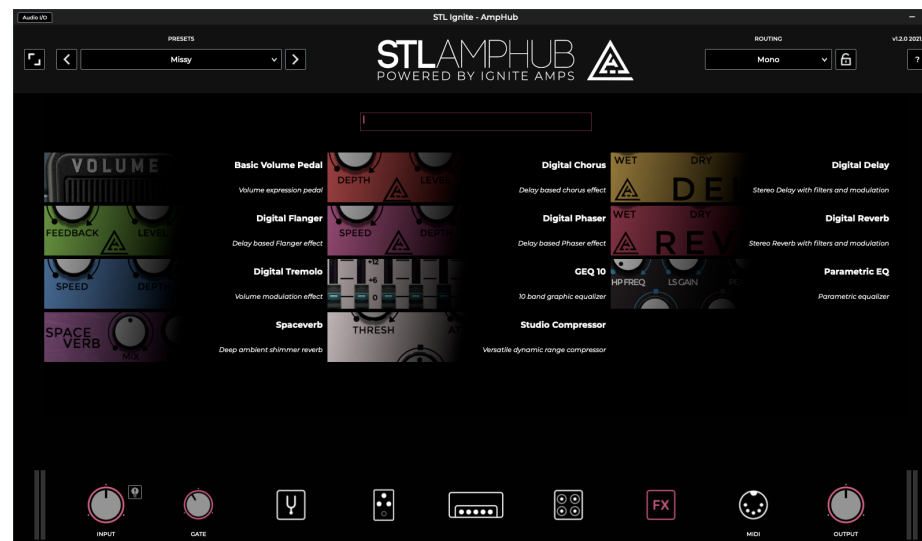 Audio I/O
STL Ignite - AmpHub
PRESETS
Missy
STLAMPHUB
POWERED BY IGNITE AMPS
ROUTING
Mono
v1.2.0 2021
?
VOLUME
Basic Volume Pedal
Volume expression pedal
DEPTH LEVEL
Digital Chorus
Delay based chorus effect
WET DRY
DEL
Digital Delay
Stereo Delay with filters and modulation
FEEDBACK LEVEL
Digital Flanger
Delay based Flanger effect
SPEED DEPTH
Digital Phaser
Delay based Phaser effect
WET DRY
REV
Digital Reverb
Stereo Reverb with filters and modulation
SPEED DEPTH
Digital Tremolo
Volume modulation effect
+12
+6
0
GEQ 10
10 band graphic equalizer
HP FREQ LS GAIN
Parametric EQ
Parametric equalizer
SPACE
VERB
MIX
Spaceverb
Deep ambient shimmer reverb
THRESH
Studio Compressor
Versatile dynamic range compressor
INPUT
GATE
FX
MIDI
OUTPUT